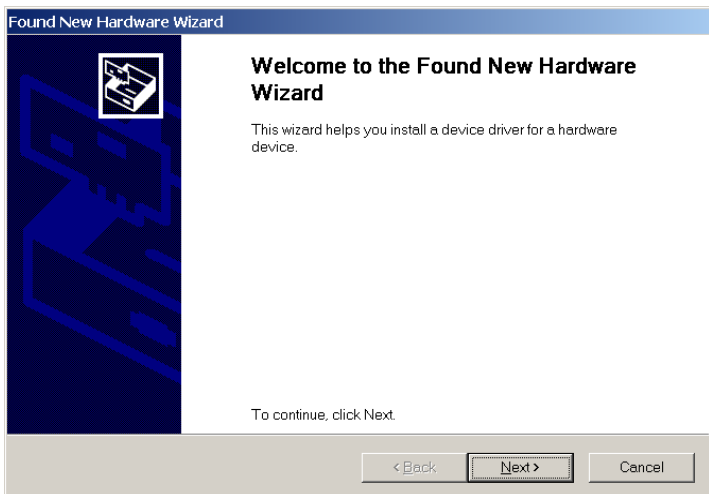 Found New Hardware Wizard
Welcome to the Found New Hardware
Wizard
This wizard helps you install a device driver for a hardware
device.
To continue, click Next.
< Back
Next >
Cancel